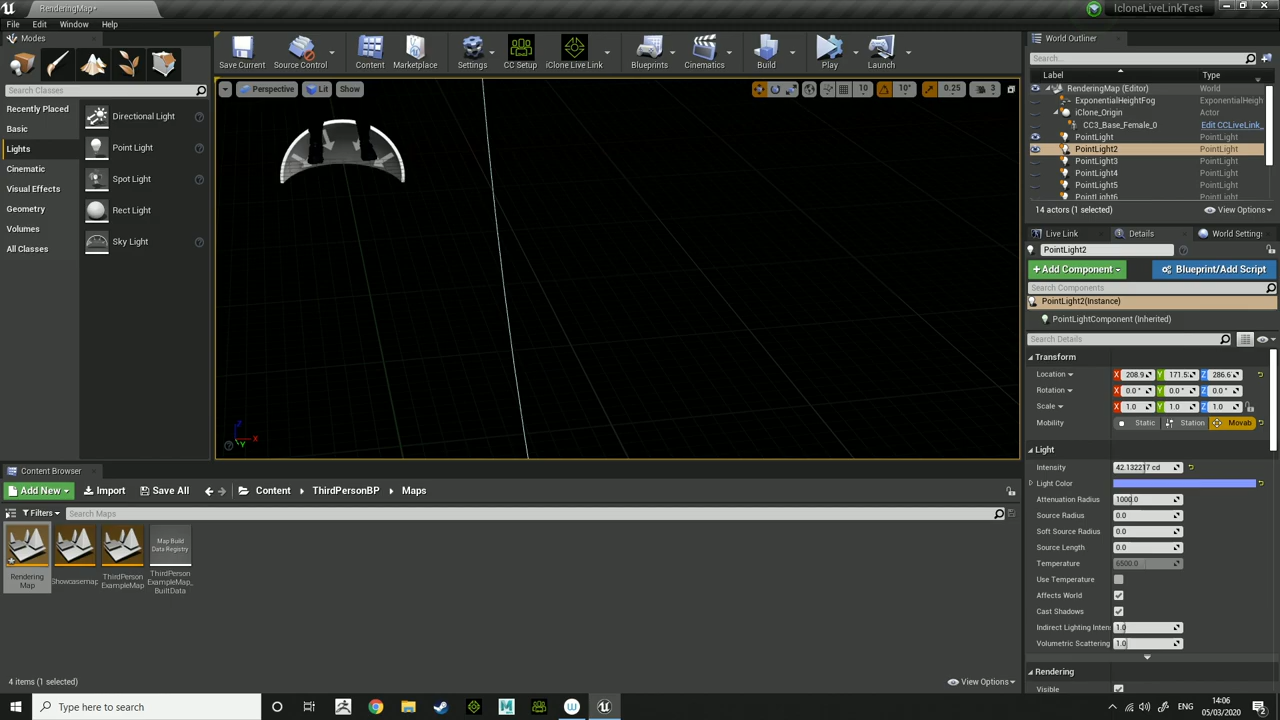 RenderingMap*
IcloneLiveLinkTest
File Edit Window Help
Modes
Search Classes
Recently Placed
Basic
Lights
Cinematic
Visual Effects
Geometry
Volumes
All Classes
Directional Light
Point Light
Spot Light
Rect Light
Sky Light
Save Current
Source Control
Content
Marketplace
Settings
CC Setup
iClone Live Link
Blueprints
Cinematics
Build
Play
Launch
Perspective
Lit
Show
10
10°
0.25
3
Z
X
Y
World Outliner
Search...
Label Type
RenderingMap (Editor) World
ExponentialHeightFog ExponentialHeigh
iClone_Origin Actor
CC3_Base_Female_0 Edit CCLiveLink_
PointLight PointLight
PointLight2 PointLight
PointLight3 PointLight
PointLight4 PointLight
PointLight5 PointLight
PointLight6 PointLight
14 actors (1 selected)
View Options
Live Link
Details
World Settings
PointLight2
+Add Component
Blueprint/Add Script
Search Components
PointLight2(Instance)
PointLightComponent (Inherited)
Search Details
Transform
Location X 208.9 Y 171.5 Z 286.6
Rotation X 0.0 ° Y 0.0 ° Z 0.0 °
Scale X 1.0 Y 1.0 Z 1.0
Mobility Static Station Movab
Light
Intensity 42.132217 cd
Light Color
Attenuation Radius 1000.0
Source Radius 0.0
Soft Source Radius 0.0
Source Length 0.0
Temperature 6500.0
Use Temperature
Affects World
Cast Shadows
Indirect Lighting Inten 1.0
Volumetric Scattering 1.0
Rendering
Visible
Content Browser
Add New
Import
Save All
Content
ThirdPersonBP
Maps
Filters
Search Maps
Rendering
Map
Showcasemap
ThirdPerson
ExampleMap
Map Build
Data Registry
ThirdPerson
ExampleMap_
BuiltData
4 items (1 selected)
View Options
Type here to search
ENG
14:06
05/03/2020